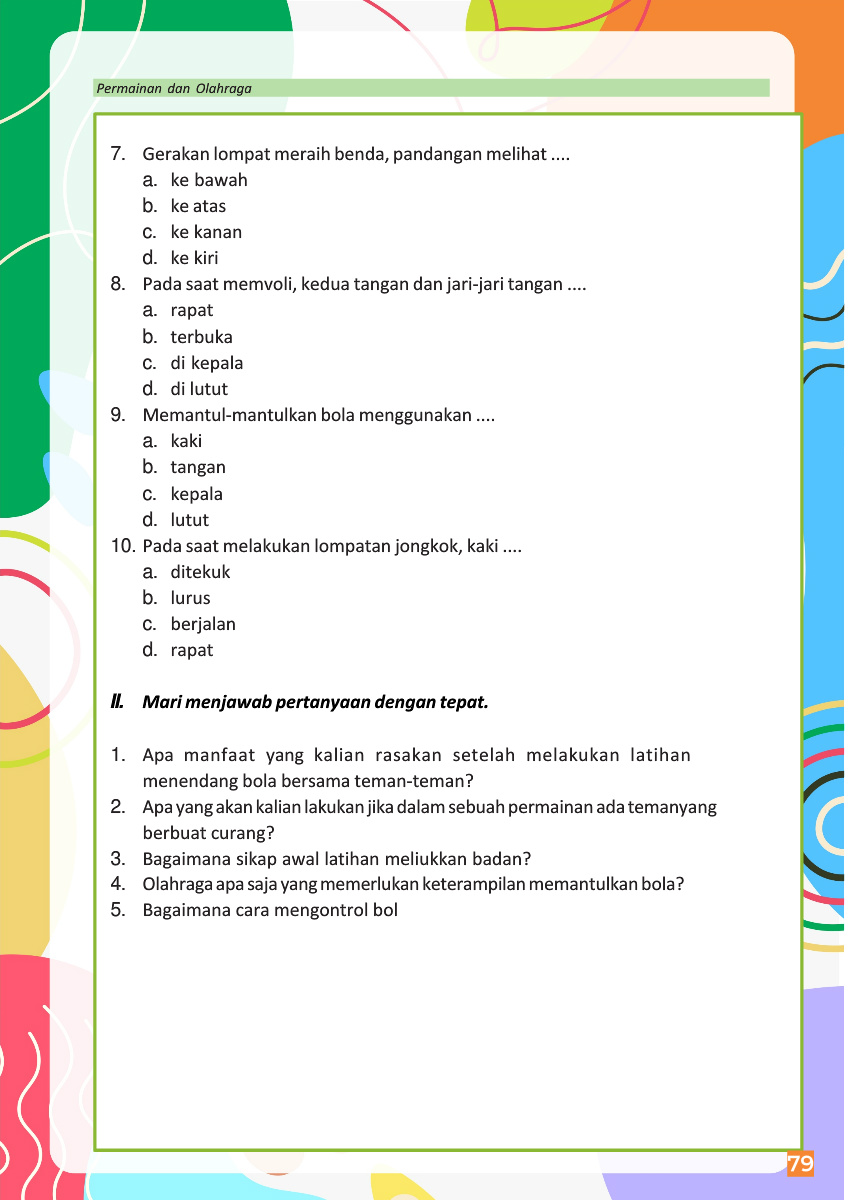 Permainan dan Olahraga
7. Gerakan lompat meraih benda, pandangan melihat ....
a. ke bawah
b. ke atas
c. ke kanan
d. ke kiri
8. Pada saat memvoli, kedua tangan dan jari-jari tangan ....
a. rapat
b. terbuka
c. di kepala
d. di lutut
9. Memantul-mantulkan bola menggunakan ....
a. kaki
b. tangan
c. kepala
d. lutut
10. Pada saat melakukan lompatan jongkok, kaki ....
a. ditekuk
b. lurus
c. berjalan
d. rapat
II. Mari menjawab pertanyaan dengan tepat.
1. Apa manfaat yang kalian rasakan setelah melakukan latihan
menendang bola bersama teman-teman?
2. Apa yang akan kalian lakukan jika dalam sebuah permainan ada temanyang
berbuat curang?
3. Bagaimana sikap awal latihan meliukkan badan?
4. Olahraga apa saja yang memerlukan keterampilan memantulkan bola?
5. Bagaimana cara mengontrol bol
79